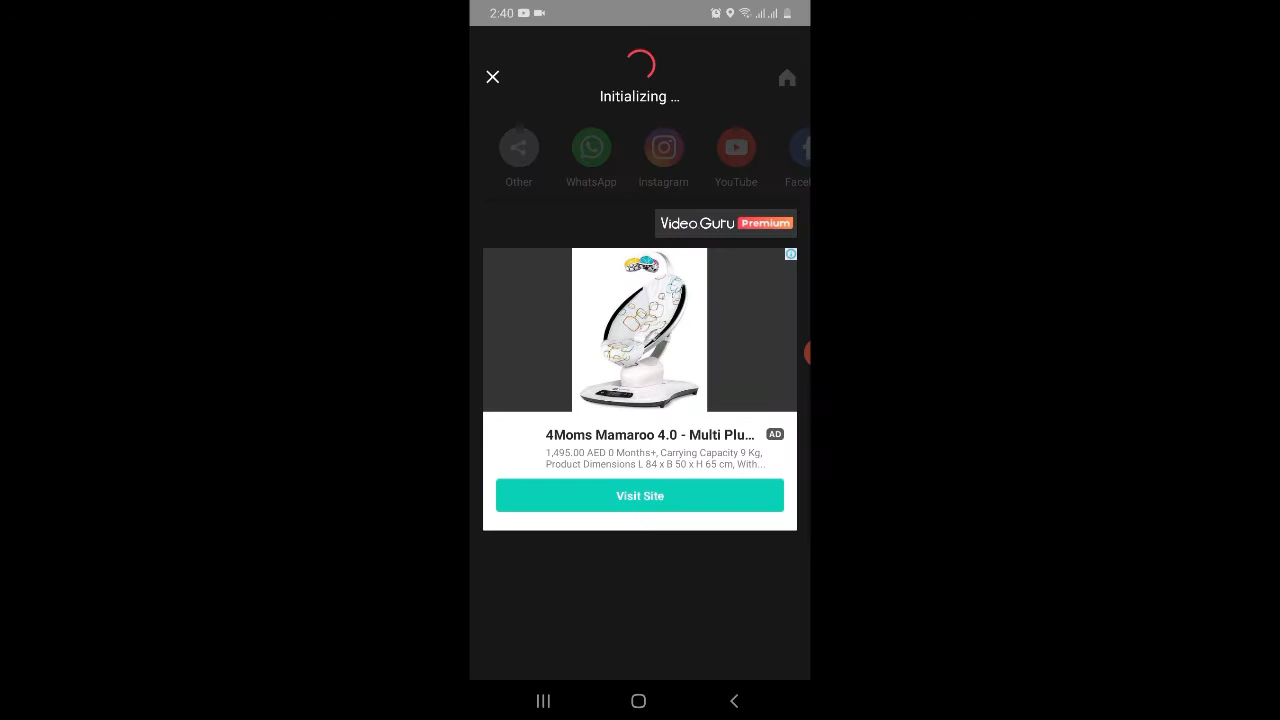 2:40
Initializing ...
Other
WhatsApp
Instagram
YouTube
Facel
Video Guru Premium
4Moms Mamaroo 4.0 - Multi Plu...
AD
1,495.00 AED 0 Months+, Carrying Capacity 9 Kg,
Product Dimensions L 84 x B 50 x H 65 cm, With...
Visit Site